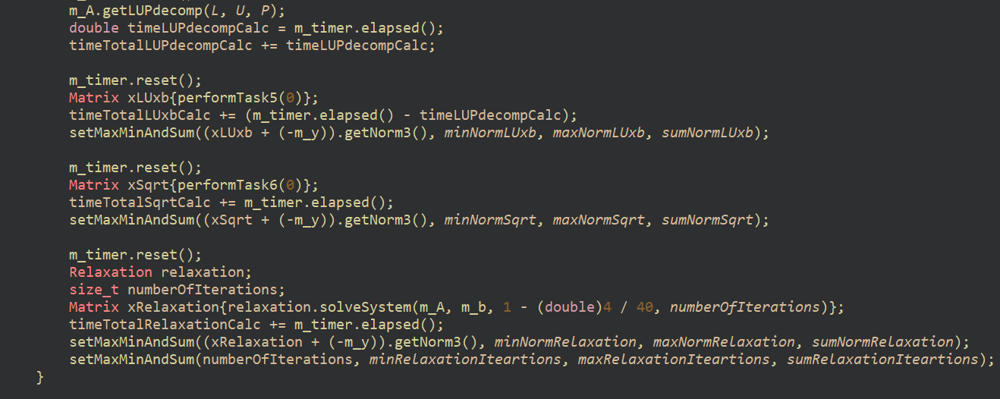 m_A.getLUPdecomp(L, U, P);
double timeLUPdecompCalc = m_timer.elapsed();
timeTotalLUPdecompCalc += timeLUPdecompCalc;
m_timer.reset();
Matrix xLUxb{performTask5(0)};
timeTotalLUxbCalc += (m_timer.elapsed() - timeLUPdecompCalc);
setMaxMinAndSum((xLUxb + (-m_y)).getNorm3(), minNormLUxb, maxNormLUxb, sumNormLUxb);
m_timer.reset();
Matrix xSqrt{performTask6(0)};
timeTotalSqrtCalc += m_timer.elapsed();
setMaxMinAndSum((xSqrt + (-m_y)).getNorm3(), minNormSqrt, maxNormSqrt, sumNormSqrt);
m_timer.reset();
Relaxation relaxation;
size_t numberOfIterations;
Matrix xRelaxation{relaxation.solveSystem(m_A, m_b, 1 - (double)4 / 40, numberOfIterations)};
timeTotalRelaxationCalc += m_timer.elapsed();
setMaxMinAndSum((xRelaxation + (-m_y)).getNorm3(), minNormRelaxation, maxNormRelaxation, sumNormRelaxation);
setMaxMinAndSum(numberOfIterations, minRelaxationIteartions, maxRelaxationIteartions, sumRelaxationIteartions);
}